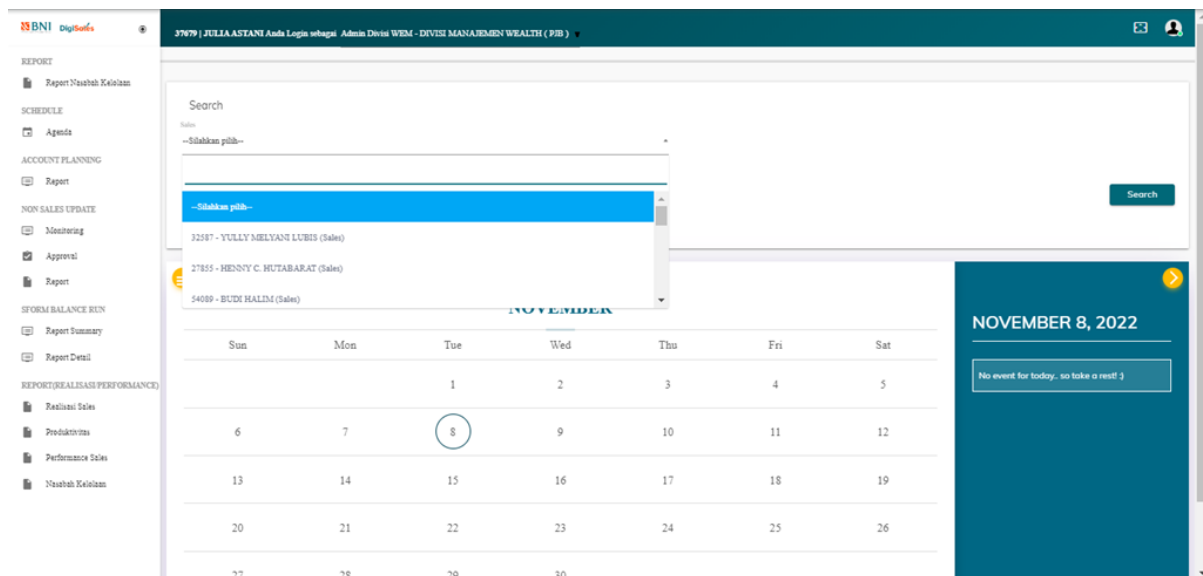 BNI DigiSales
37679 | JULIA ASTANI Anda Login sebagai Admin Divisi WEM - DIVISI MANAJEMEN WEALTH ( PJB )
REPORT
Report Nasabah Kelolaan
SCHEDULE
Agenda
ACCOUNT PLANNING
Report
NON SALES UPDATE
Monitoring
Approval
Report
SFORM BALANCE RUN
Report Summary
Report Detail
REPORT(REALISASI/PERFORMANCE)
Realisasi Sales
Produktivitas
Performance Sales
Nasabah Kelolaan
Search
Sales
--Silahkan pilih--
--Silahkan pilih--
32587 - YULLY MELYANI LUBIS (Sales)
27855 - HENNY C. HUTABARAT (Sales)
54089 - BUDI HALIM (Sales)
Search
NOVEMBER
Sun Mon Tue Wed Thu Fri Sat
1 2 3 4 5
6 7 8 9 10 11 12
13 14 15 16 17 18 19
20 21 22 23 24 25 26
27 28 29 30
NOVEMBER 8, 2022
No event for today.. so take a rest! :)